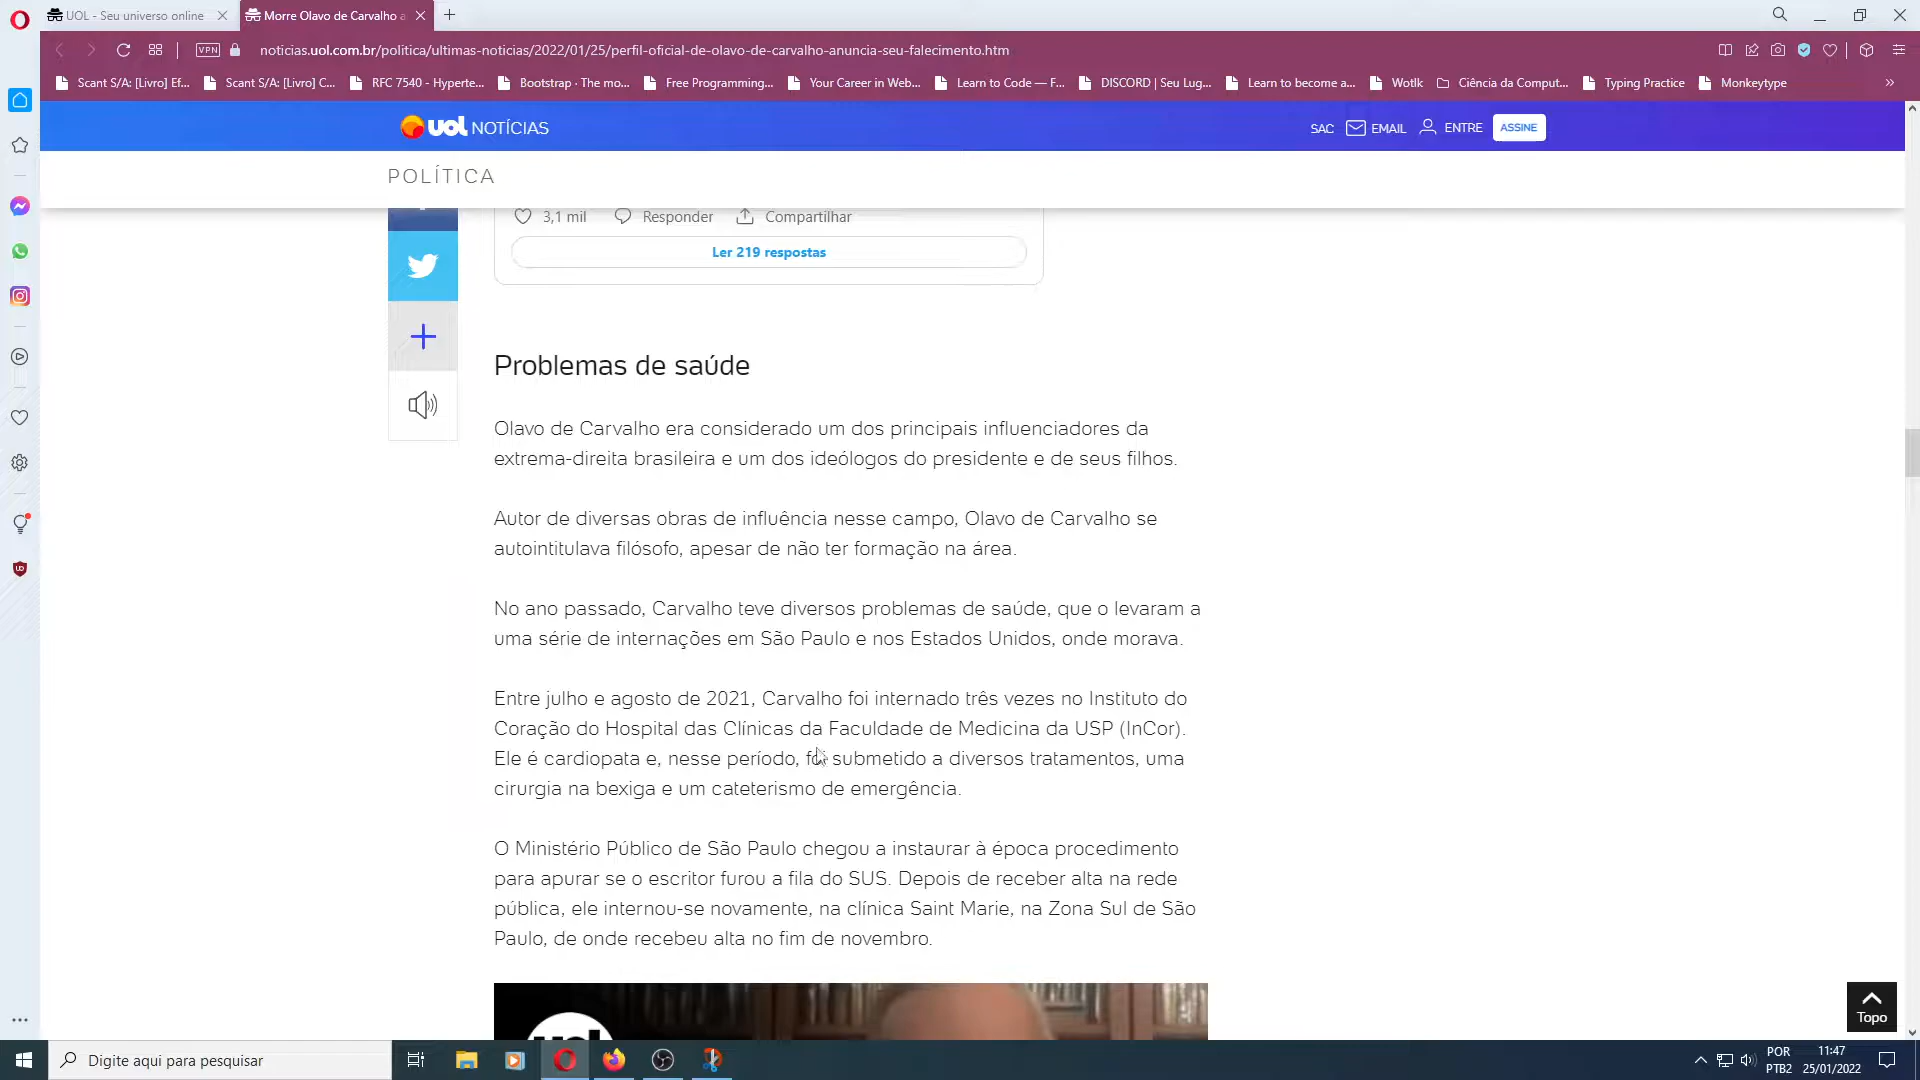 UOL - Seu universo online
Morre Olavo de Carvalho a
VPN
noticias.uol.com.br/politica/ultimas-noticias/2022/01/25/perfil-oficial-de-olavo-de-carvalho-anuncia-seu-falecimento.htm
Scant S/A: [Livro] Ef...
Scant S/A: [Livro] C...
RFC 7540 - Hyperte...
Bootstrap · The mo...
Free Programming...
Your Career in Web...
Learn to Code — F...
DISCORD | Seu Lug...
Learn to become a...
Wotlk
Ciência da Comput...
Typing Practice
Monkeytype
»
uol NOTÍCIAS
SAC
EMAIL
ENTRE
ASSINE
POLÍTICA
3,1 mil
Responder
Compartilhar
Ler 219 respostas
Problemas de saúde
Olavo de Carvalho era considerado um dos principais influenciadores da
extrema-direita brasileira e um dos ideólogos do presidente e de seus filhos.
Autor de diversas obras de influência nesse campo, Olavo de Carvalho se
autointitulava filósofo, apesar de não ter formação na área.
No ano passado, Carvalho teve diversos problemas de saúde, que o levaram a
uma série de internações em São Paulo e nos Estados Unidos, onde morava.
Entre julho e agosto de 2021, Carvalho foi internado três vezes no Instituto do
Coração do Hospital das Clínicas da Faculdade de Medicina da USP (InCor).
Ele é cardiopata e, nesse período, foi submetido a diversos tratamentos, uma
cirurgia na bexiga e um cateterismo de emergência.
O Ministério Público de São Paulo chegou a instaurar à época procedimento
para apurar se o escritor furou a fila do SUS. Depois de receber alta na rede
pública, ele internou-se novamente, na clínica Saint Marie, na Zona Sul de São
Paulo, de onde recebeu alta no fim de novembro.
uol
Topo
Digite aqui para pesquisar
POR
PTB2
11:47
25/01/2022